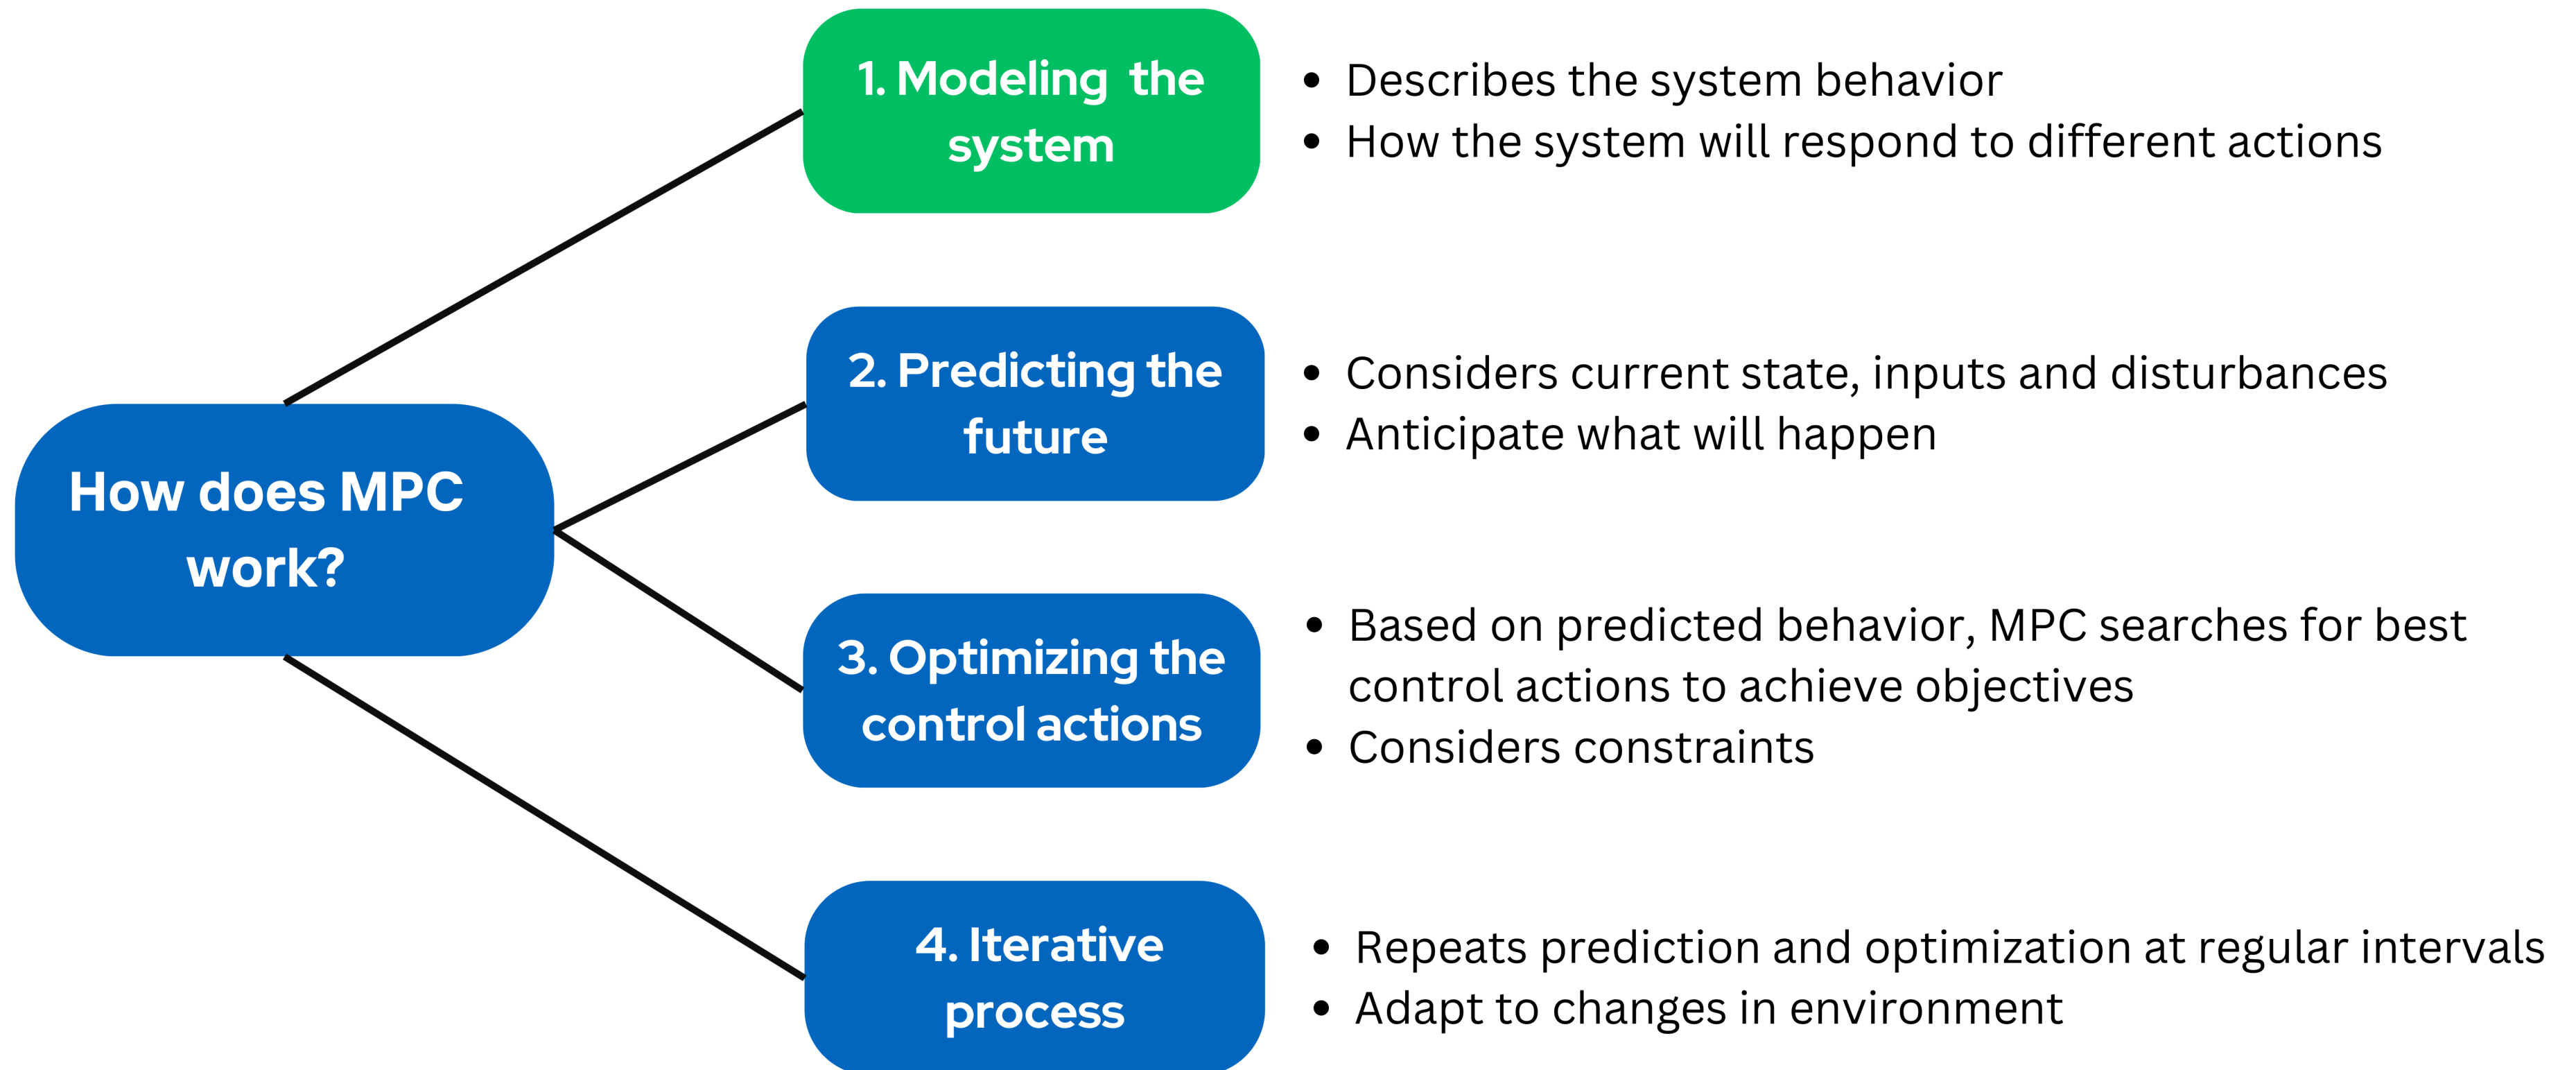 How does MPC
work?
1. Modeling the
system
• Describes the system behavior
• How the system will respond to different actions
2. Predicting the
future
• Considers current state, inputs and disturbances
• Anticipate what will happen
3. Optimizing the
control actions
• Based on predicted behavior, MPC searches for best
control actions to achieve objectives
• Considers constraints
4. Iterative
process
• Repeats prediction and optimization at regular intervals
• Adapt to changes in environment